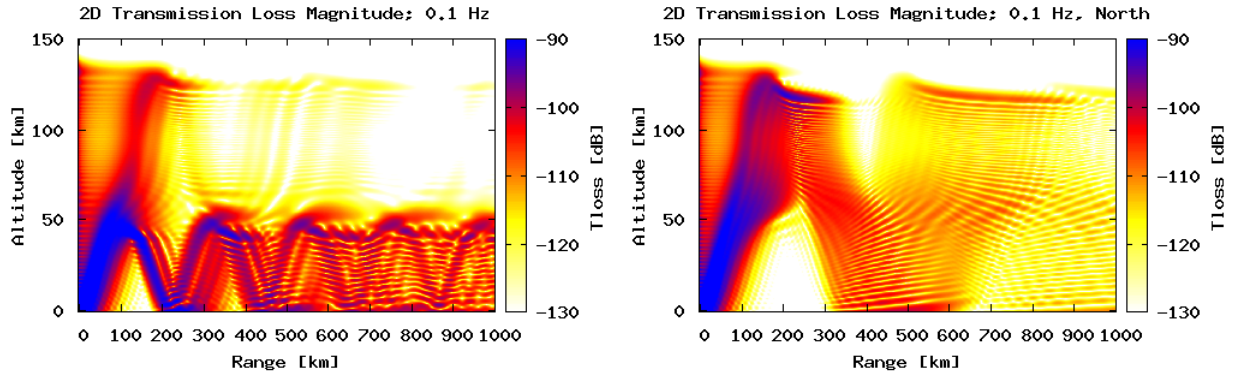 2D Transmission Loss Magnitude; 0.1 Hz
150
100
50
0
Altitude [km]
0 100 200 300 400 500 600 700 800 900 1000
Range [km]
-90
-100
-110
-120
-130
Tloss [dB]
2D Transmission Loss Magnitude; 0.1 Hz, North
150
100
50
0
Altitude [km]
0 100 200 300 400 500 600 700 800 900 1000
Range [km]
-90
-100
-110
-120
-130
Tloss [dB]